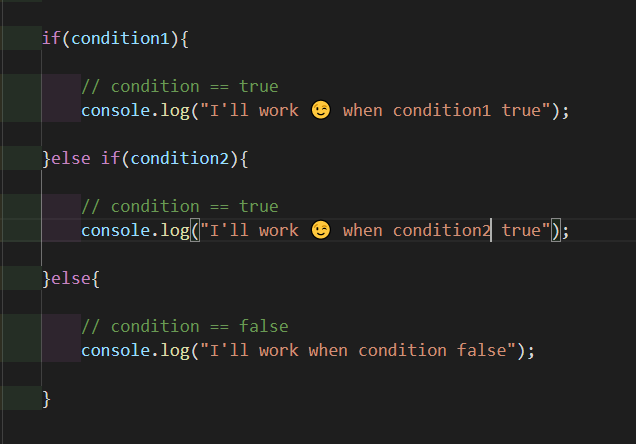 if(condition1){
// condition == true
console.log("I'll work 😉 when condition1 true");
}else if(condition2){
// condition == true
console.log("I'll work 😉 when condition2 true");
}else{
// condition == false
console.log("I'll work when condition false");
}